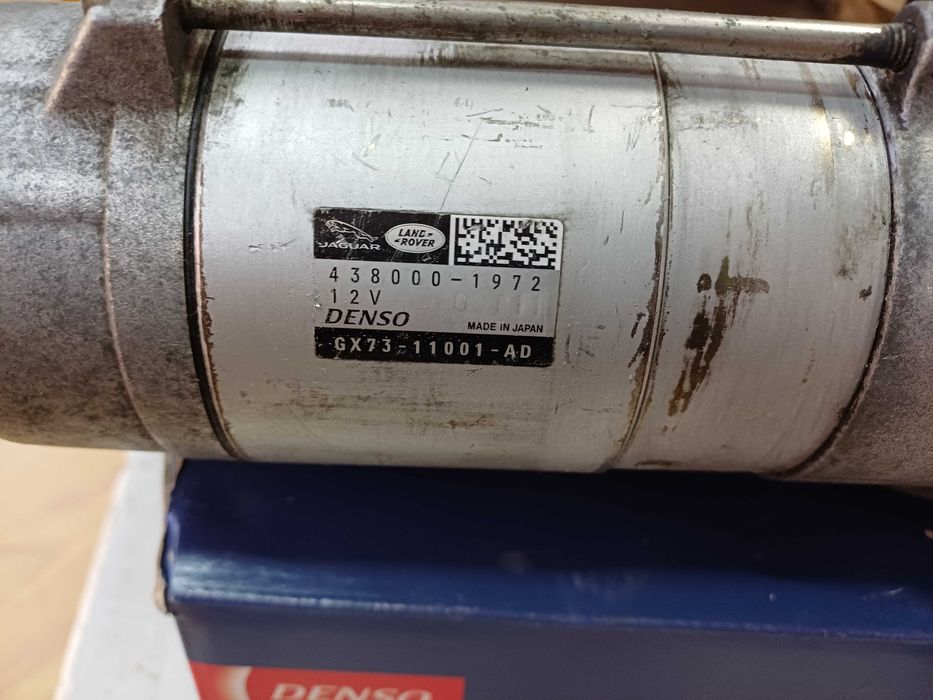 JAGUAR
LAND-
-ROVER
438000-1972
12V
DENSO
MADE IN JAPAN
GX73-11001-AD
DENSO